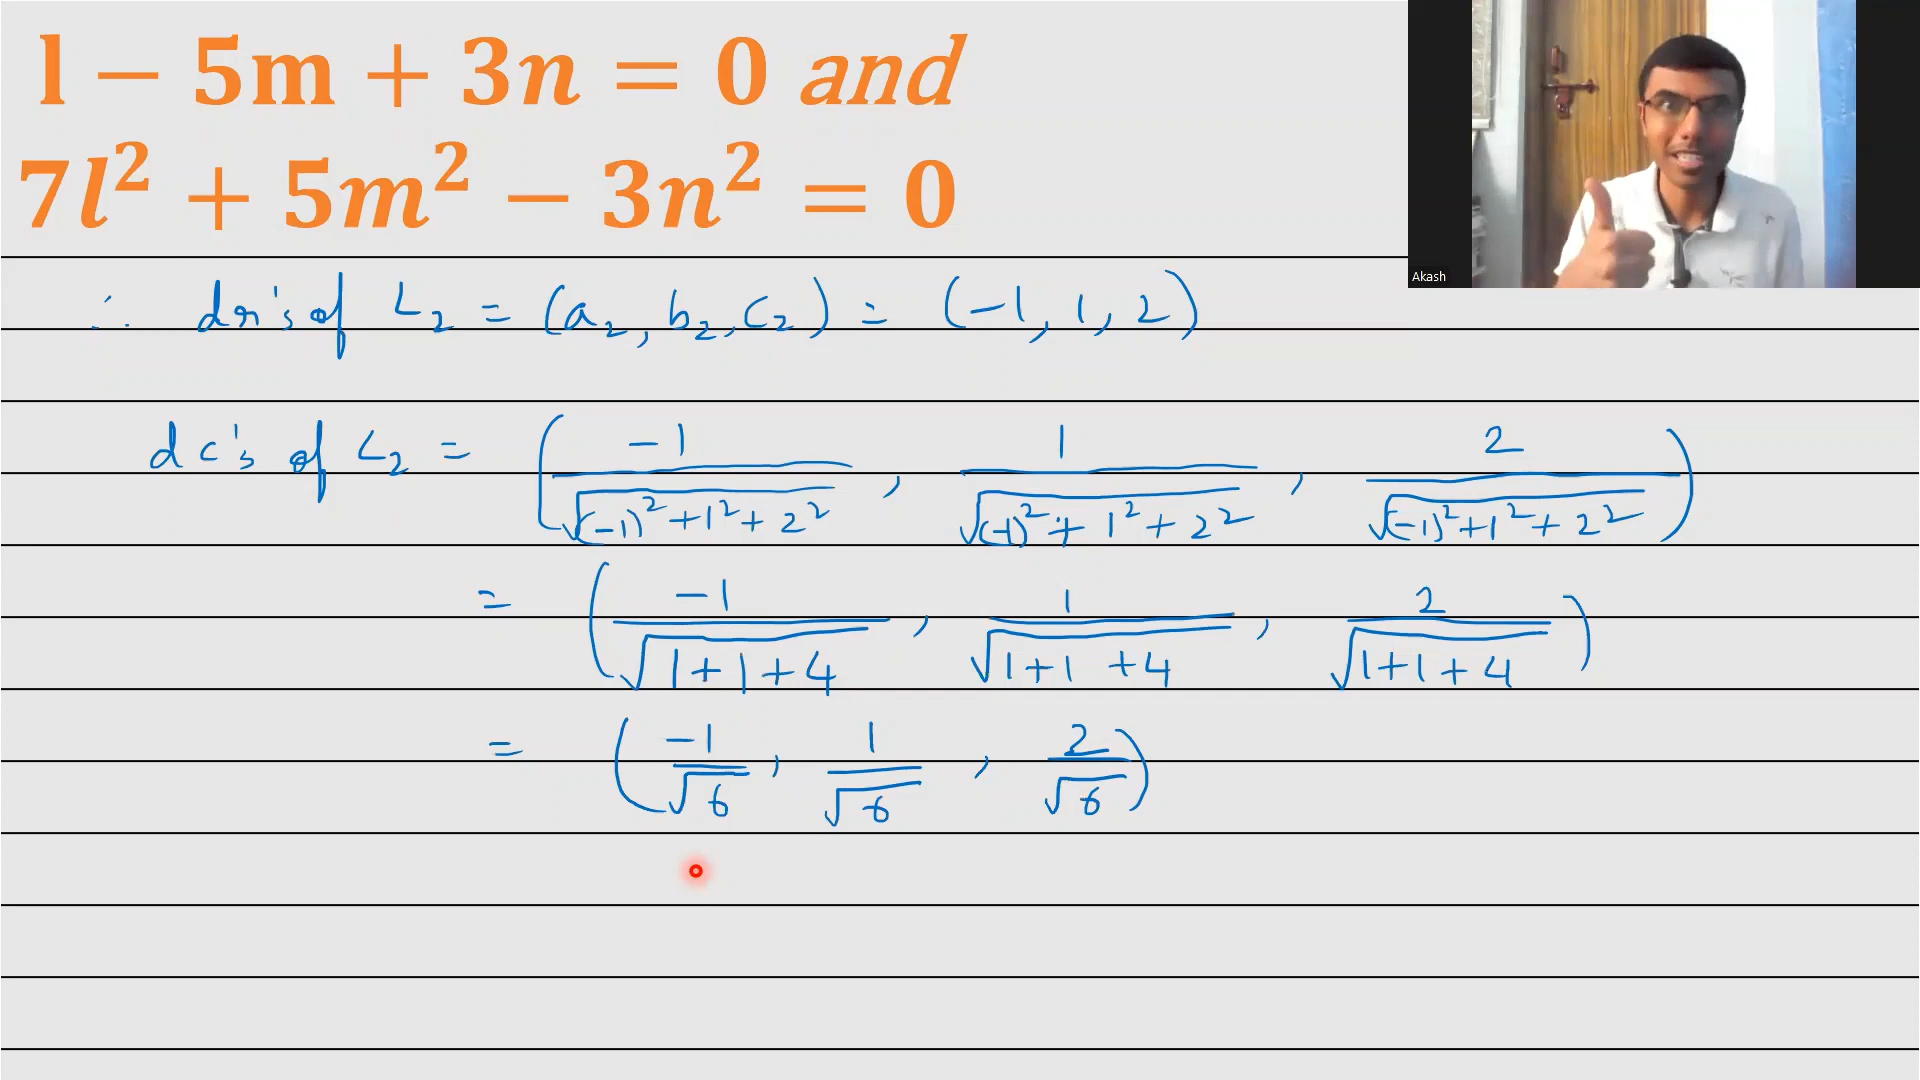 l − 5m + 3n = 0 and
7l² + 5m² − 3n² = 0
Akash
∴ dr's of L₂ = (a₂, b₂, c₂) = (-1, 1, 2)
dc's of L₂ = (-1/√((-1)²+1²+2²), 1/√((-1)²+1²+2²), 2/√((-1)²+1²+2²))
= (-1/√(1+1+4), 1/√(1+1+4), 2/√(1+1+4))
= (-1/√6, 1/√6, 2/√6)